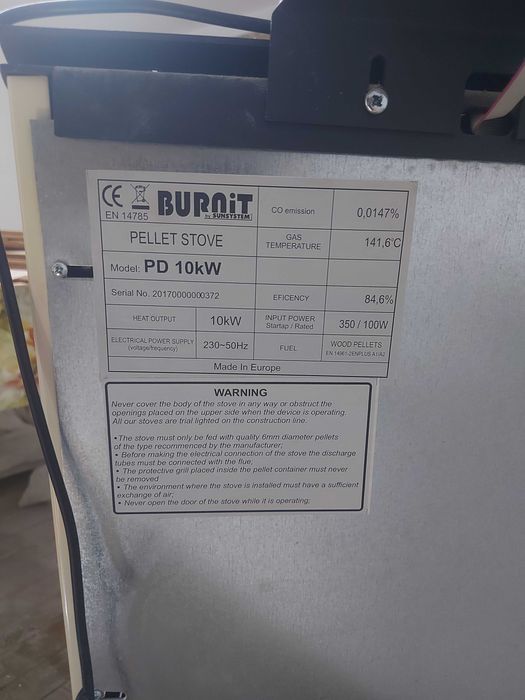 CE
EN 14785
BURNiT
by SUNSYSTEM
CO emission 0,0147%
PELLET STOVE
GAS
TEMPERATURE 141,6°C
Model: PD 10kW
Serial No. 20170000000372
EFICENCY 84,6%
HEAT OUTPUT 10kW
INPUT POWER
Startap / Rated 350 / 100W
ELECTRICAL POWER SUPPLY
(voltage/frequency) 230~50Hz
FUEL WOOD PELLETS
EN 14961-2ENPLUS A1/A2
Made In Europe
WARNING
Never cover the body of the stove in any way or obstruct the
openings placed on the upper side when the device is operating.
All our stoves are trial lighted on the construction line.
• The stove must only be fed with quality 6mm diameter pellets
of the type recommenced by the manufacturer;
• Before making the electrical connection of the stove the discharge
tubes must be connected with the flue;
• The protective grill placed inside the pellet container must never
be removed
• The environment where the stove is installed must have a sufficient
exchange of air;
• Never open the door of the stove while it is operating;